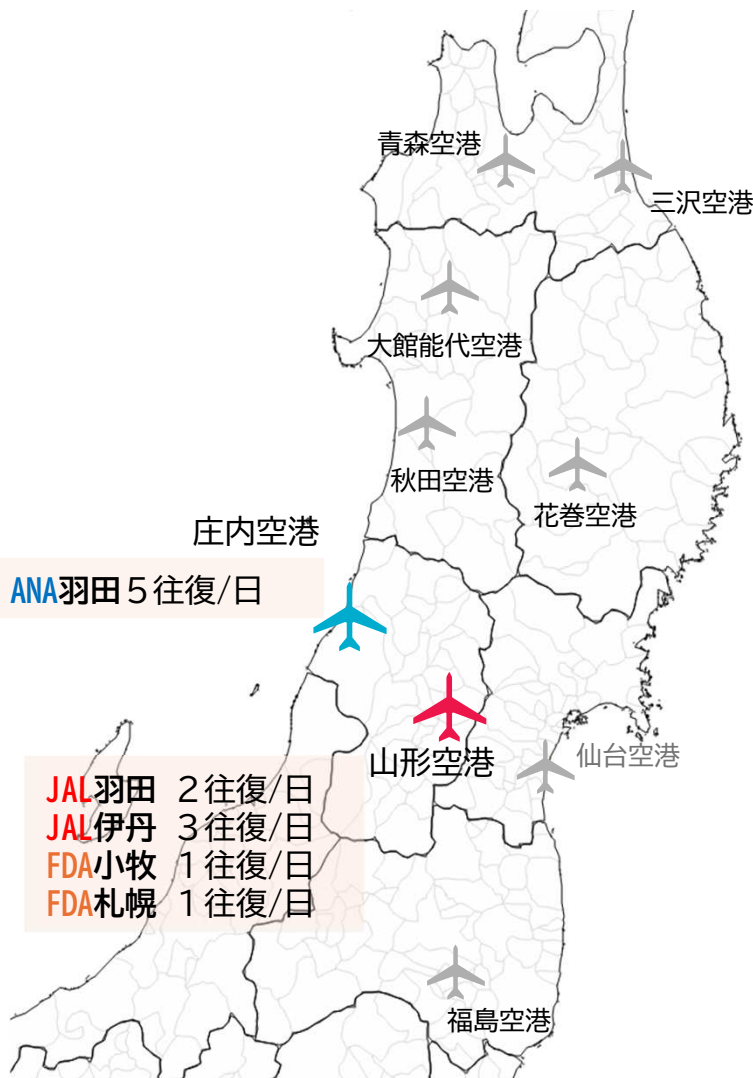 青森空港
三沢空港
大館能代空港
秋田空港
花巻空港
庄内空港
ANA羽田５往復/日
山形空港
仙台空港
JAL羽田 ２往復/日
JAL伊丹 ３往復/日
FDA小牧 １往復/日
FDA札幌 １往復/日
福島空港